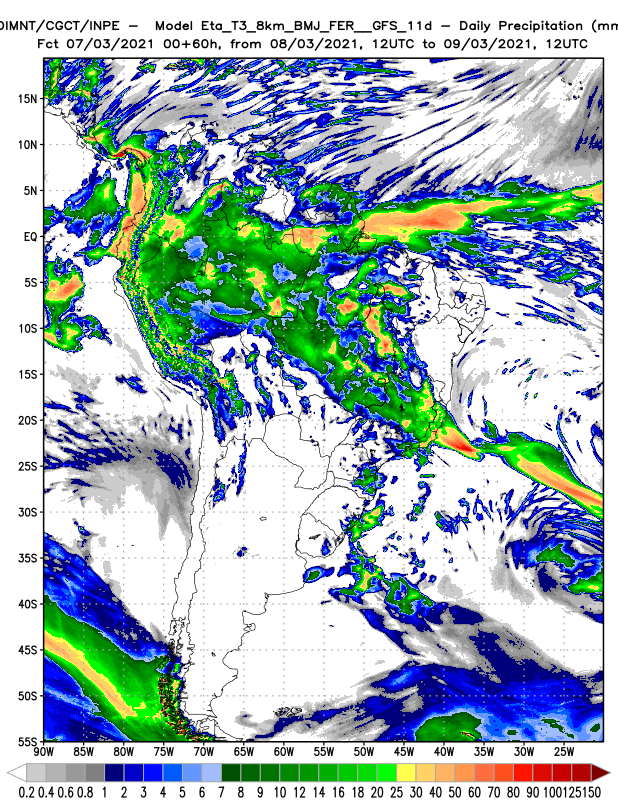 DIMNT/CGCT/INPE — Model Eta_T3_8km_BMJ_FER__GFS_11d — Daily Precipitation (mm
Fct 07/03/2021 00+60h, from 08/03/2021, 12UTC to 09/03/2021, 12UTC
15N
10N
5N
EQ
5S
10S
15S
20S
25S
30S
35S
40S
45S
50S
55S
90W 85W 80W 75W 70W 65W 60W 55W 50W 45W 40W 35W 30W 25W
0.2 0.4 0.6 0.8 1 2 3 4 5 6 7 8 9 10 12 14 16 18 20 25 30 40 50 60 70 80 90 100 125 150